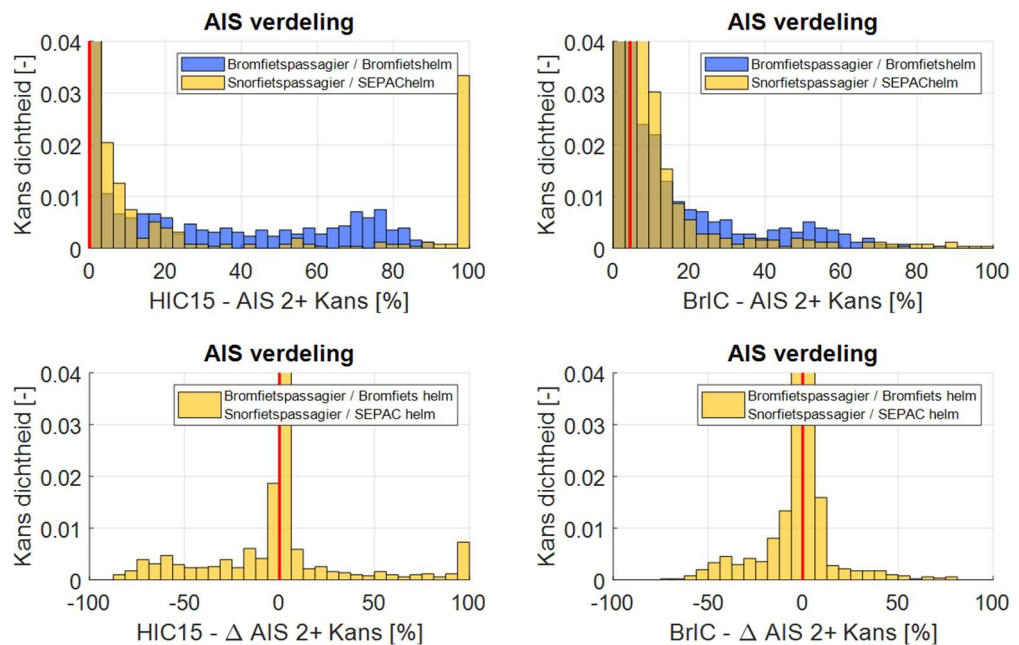 AIS verdeling
Kans dichtheid [-]
0.04
0.03
0.02
0.01
0
Bromfietspassagier / Bromfietshelm
Snorfietspassagier / SEPAChelm
0 20 40 60 80 100
HIC15 - AIS 2+ Kans [%]
AIS verdeling
Kans dichtheid [-]
0.04
0.03
0.02
0.01
0
Bromfietspassagier / Bromfietshelm
Snorfietspassagier / SEPAChelm
0 20 40 60 80 100
BrIC - AIS 2+ Kans [%]
AIS verdeling
Kans dichtheid [-]
0.04
0.03
0.02
0.01
0
Bromfietspassagier / Bromfiets helm
Snorfietspassagier / SEPAC helm
-100 -50 0 50 100
HIC15 - Δ AIS 2+ Kans [%]
AIS verdeling
Kans dichtheid [-]
0.04
0.03
0.02
0.01
0
Bromfietspassagier / Bromfiets helm
Snorfietspassagier / SEPAC helm
-100 -50 0 50 100
BrIC - Δ AIS 2+ Kans [%]